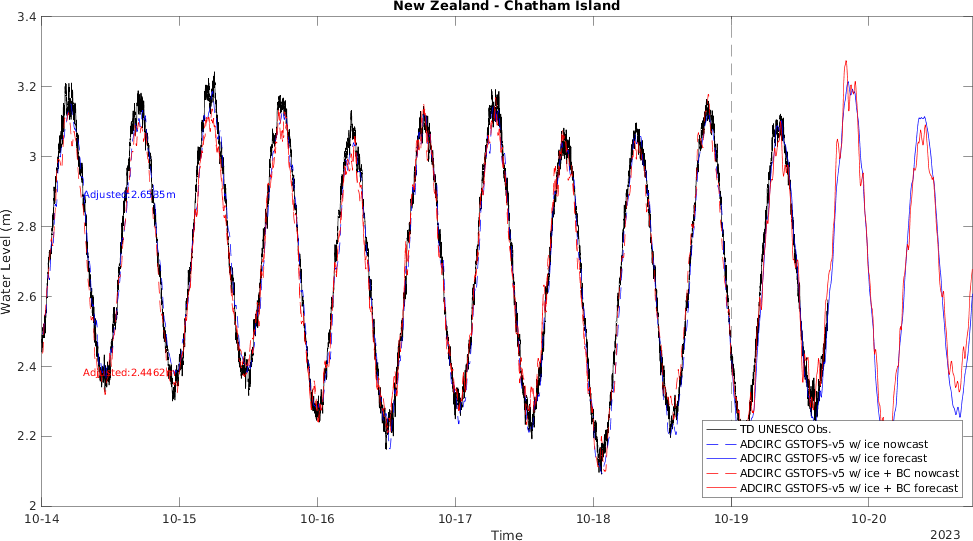 New Zealand - Chatham Island
3.4
3.2
3
2.8
2.6
2.4
2.2
2
Water Level (m)
Adjusted:2.6535m
Adjusted:2.4462m
TD UNESCO Obs.
ADCIRC GSTOFS-v5 w/ ice nowcast
ADCIRC GSTOFS-v5 w/ ice forecast
ADCIRC GSTOFS-v5 w/ ice + BC nowcast
ADCIRC GSTOFS-v5 w/ ice + BC forecast
10-14 10-15 10-16 10-17 10-18 10-19 10-20
Time
2023